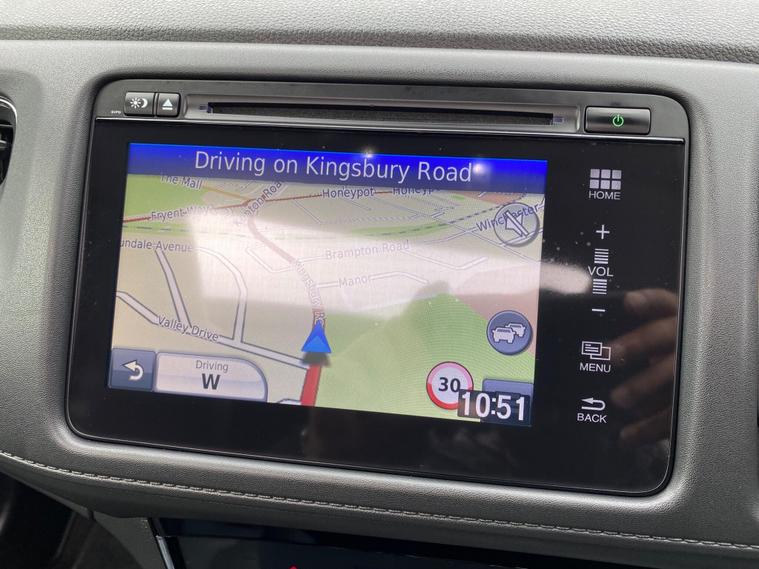 Driving on Kingsbury Road
The Mall
Honeypot
Fryent Way
Winchester
Brampton Road
Kingsbury R
Manor
Valley Drive
Driving
W
30
10:51
HOME
+
VOL
−
MENU
BACK